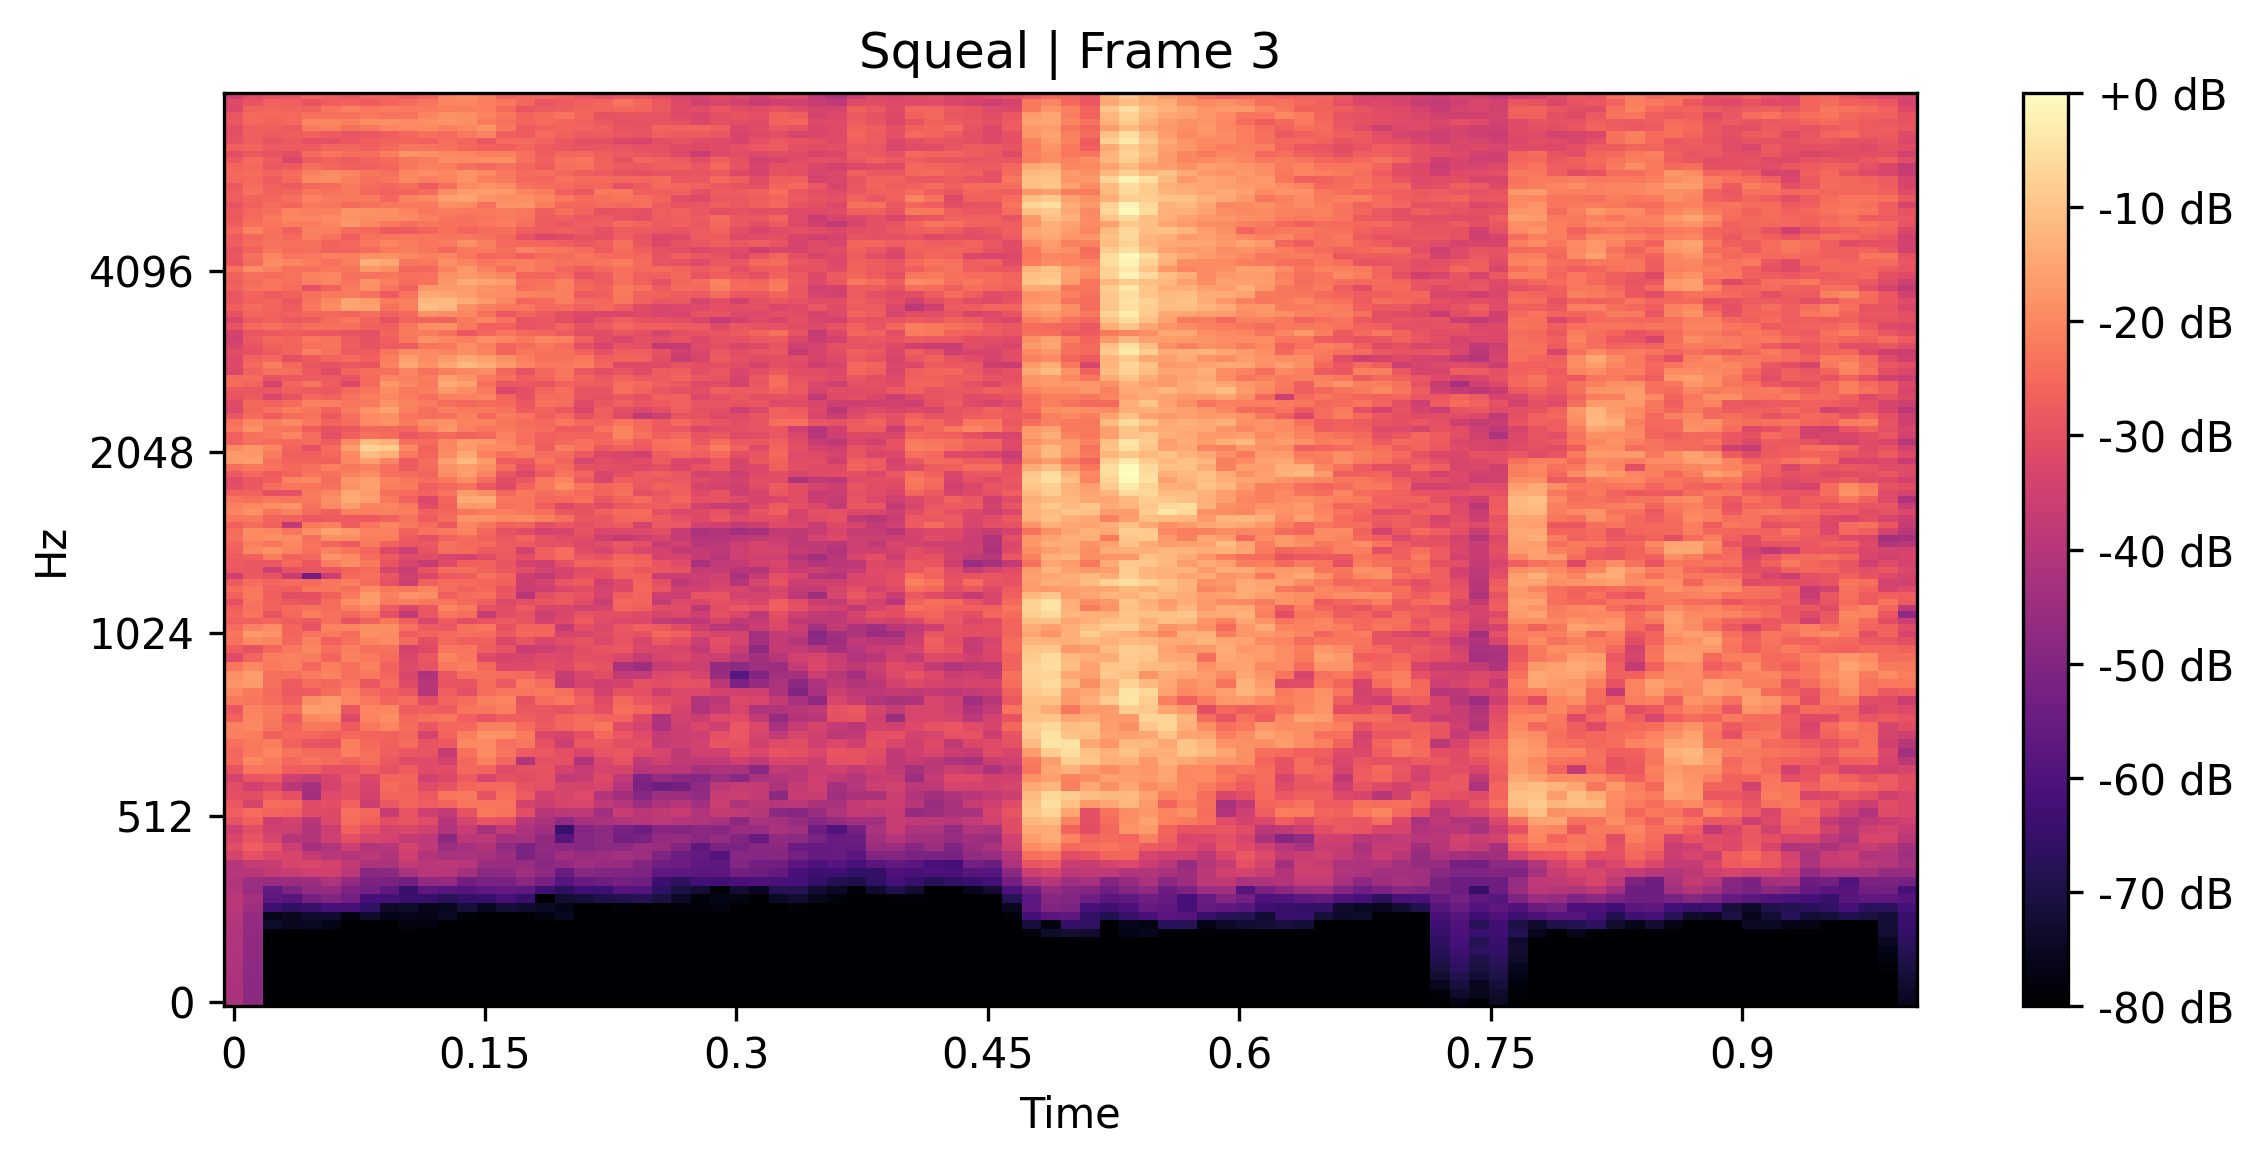 Squeal | Frame 3
+0 dB
-10 dB
-20 dB
-30 dB
-40 dB
-50 dB
-60 dB
-70 dB
-80 dB
Hz
4096
2048
1024
512
0
0 0.15 0.3 0.45 0.6 0.75 0.9
Time